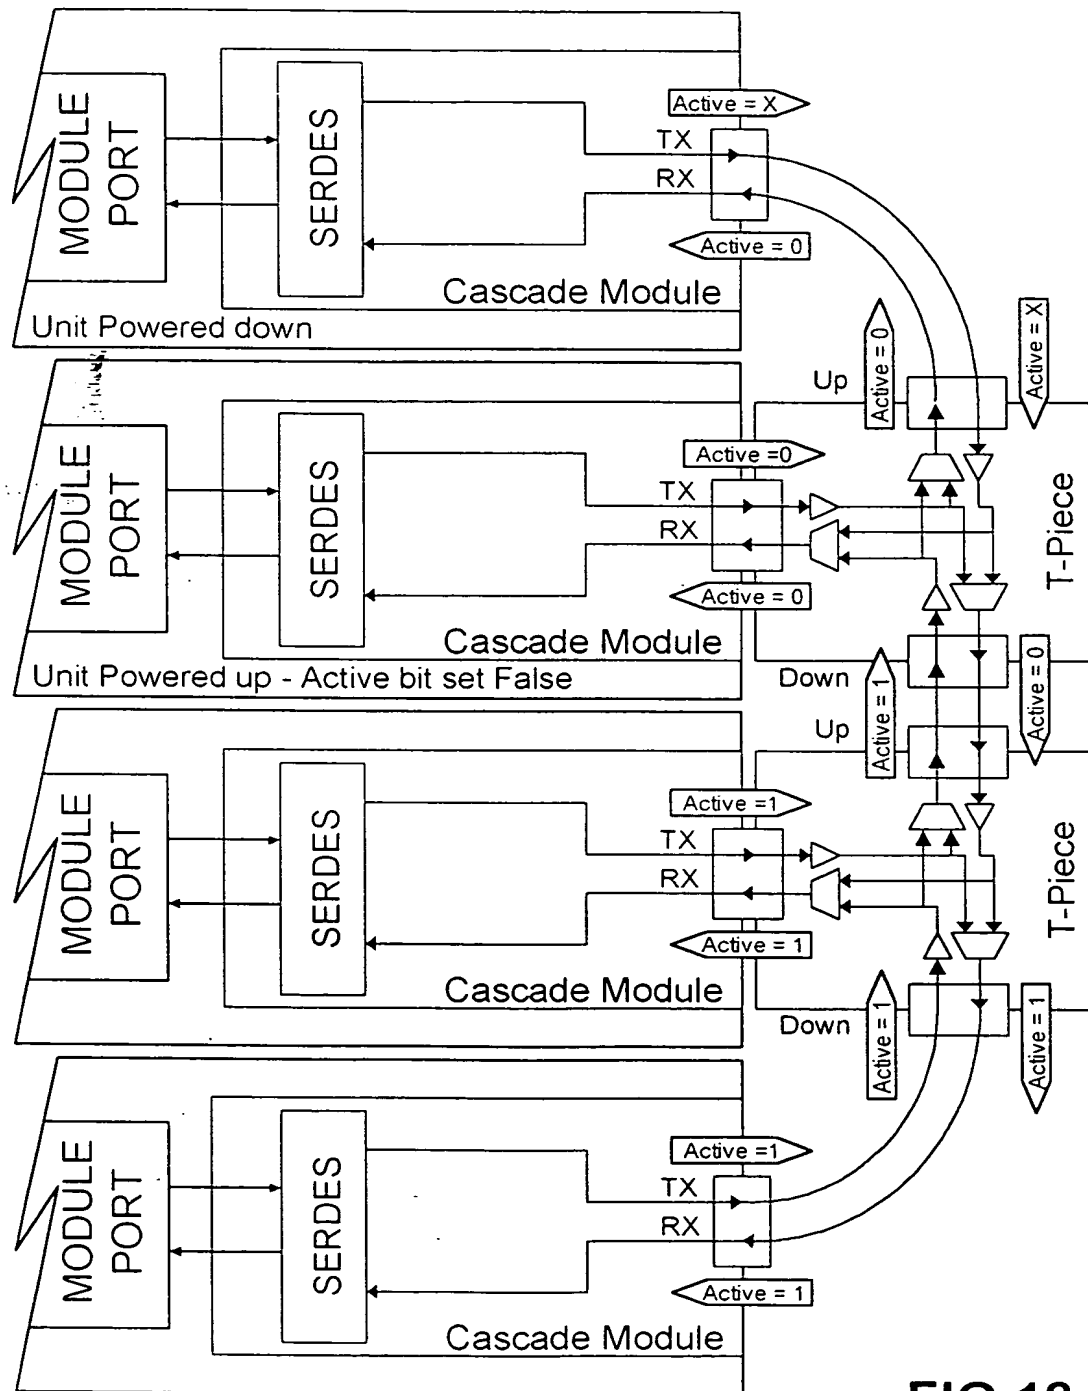 MODULE
PORT
SERDES
Active = X
TX
RX
Active = 0
Cascade Module
Unit Powered down
Up
Active = 0
Active = X
MODULE
PORT
SERDES
Active =0
TX
RX
Active = 0
Cascade Module
Unit Powered up - Active bit set False
T-Piece
Down
Active = 1
Active = 0
Up
MODULE
PORT
SERDES
Active =1
TX
RX
Active = 1
Cascade Module
T-Piece
Down
Active = 1
Active = 1
MODULE
PORT
SERDES
Active =1
TX
RX
Active = 1
Cascade Module